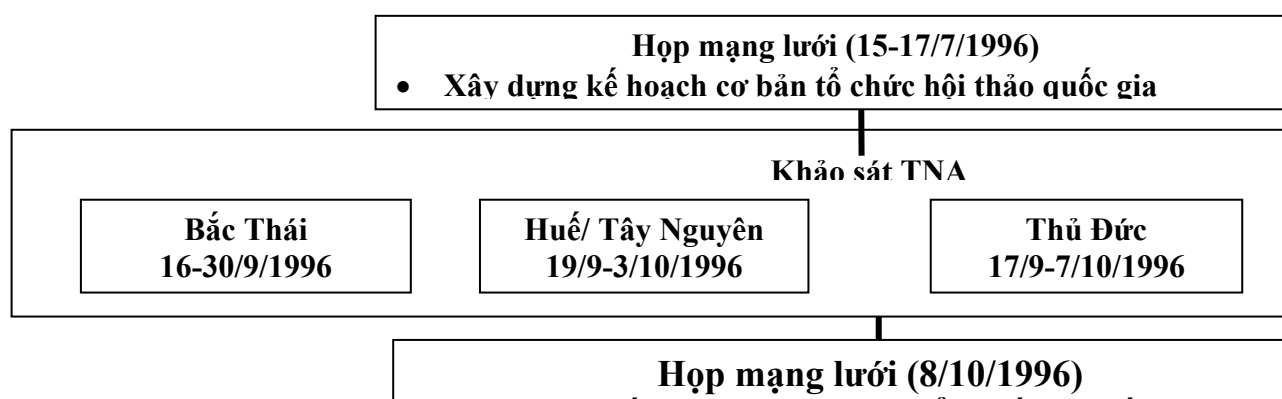 Họp mạng lưới (15-17/7/1996)
• Xây dựng kế hoạch cơ bản tổ chức hội thảo quốc gia
Khảo sát TNA
Bắc Thái
16-30/9/1996
Huế/ Tây Nguyên
19/9-3/10/1996
Thủ Đức
17/9-7/10/1996
Họp mạng lưới (8/10/1996)